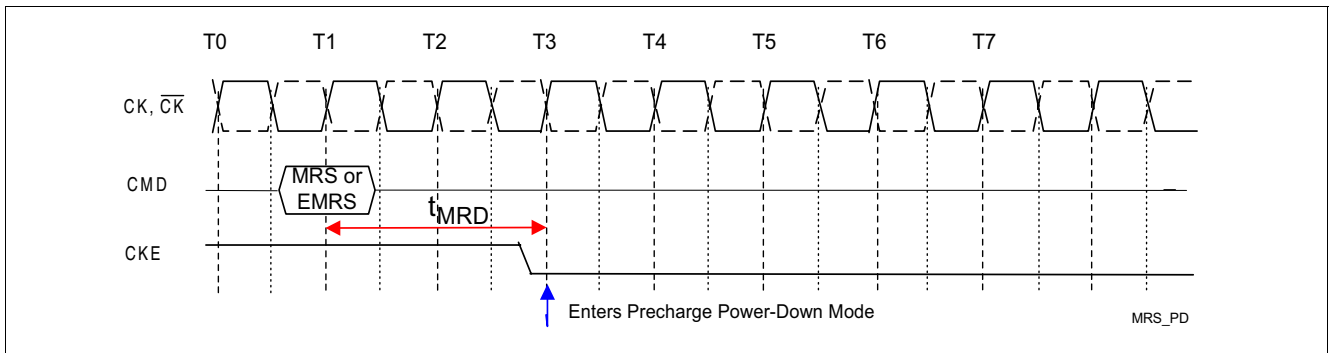 T0 T1 T2 T3 T4 T5 T6 T7
CK, CK
CMD
MRS or
EMRS
tMRD
CKE
Enters Precharge Power-Down Mode
MRS_PD